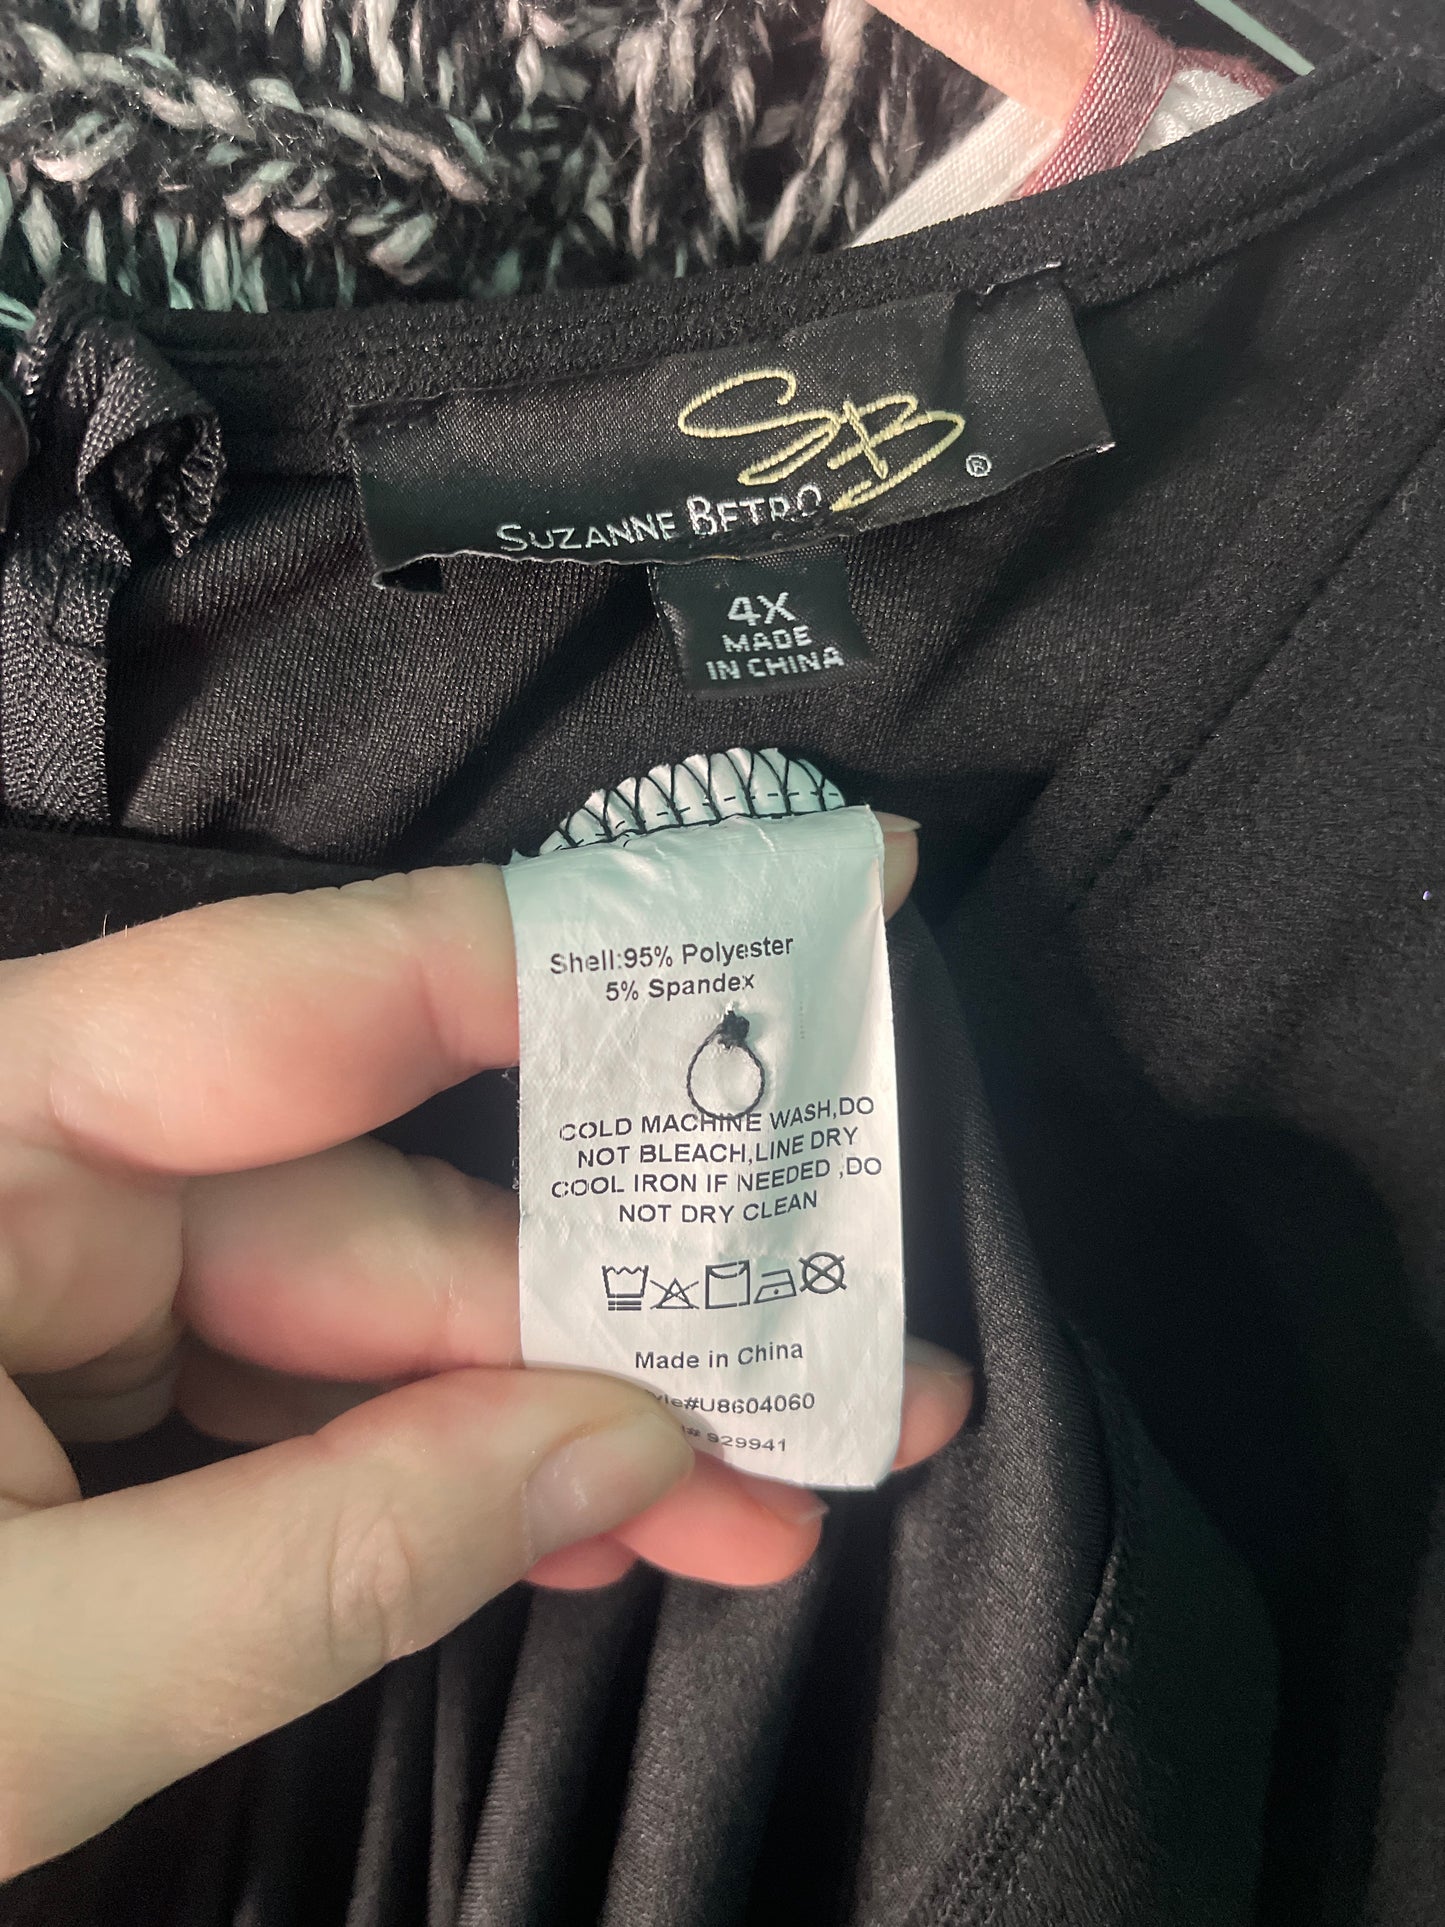 SB
®
SUZANNE BETRO
4X
MADE
IN CHINA
Shell:95% Polyester
5% Spandex
COLD MACHINE WASH,DO
NOT BLEACH,LINE DRY
COOL IRON IF NEEDED ,DO
NOT DRY CLEAN
Made in China
#U8604060
# 929941